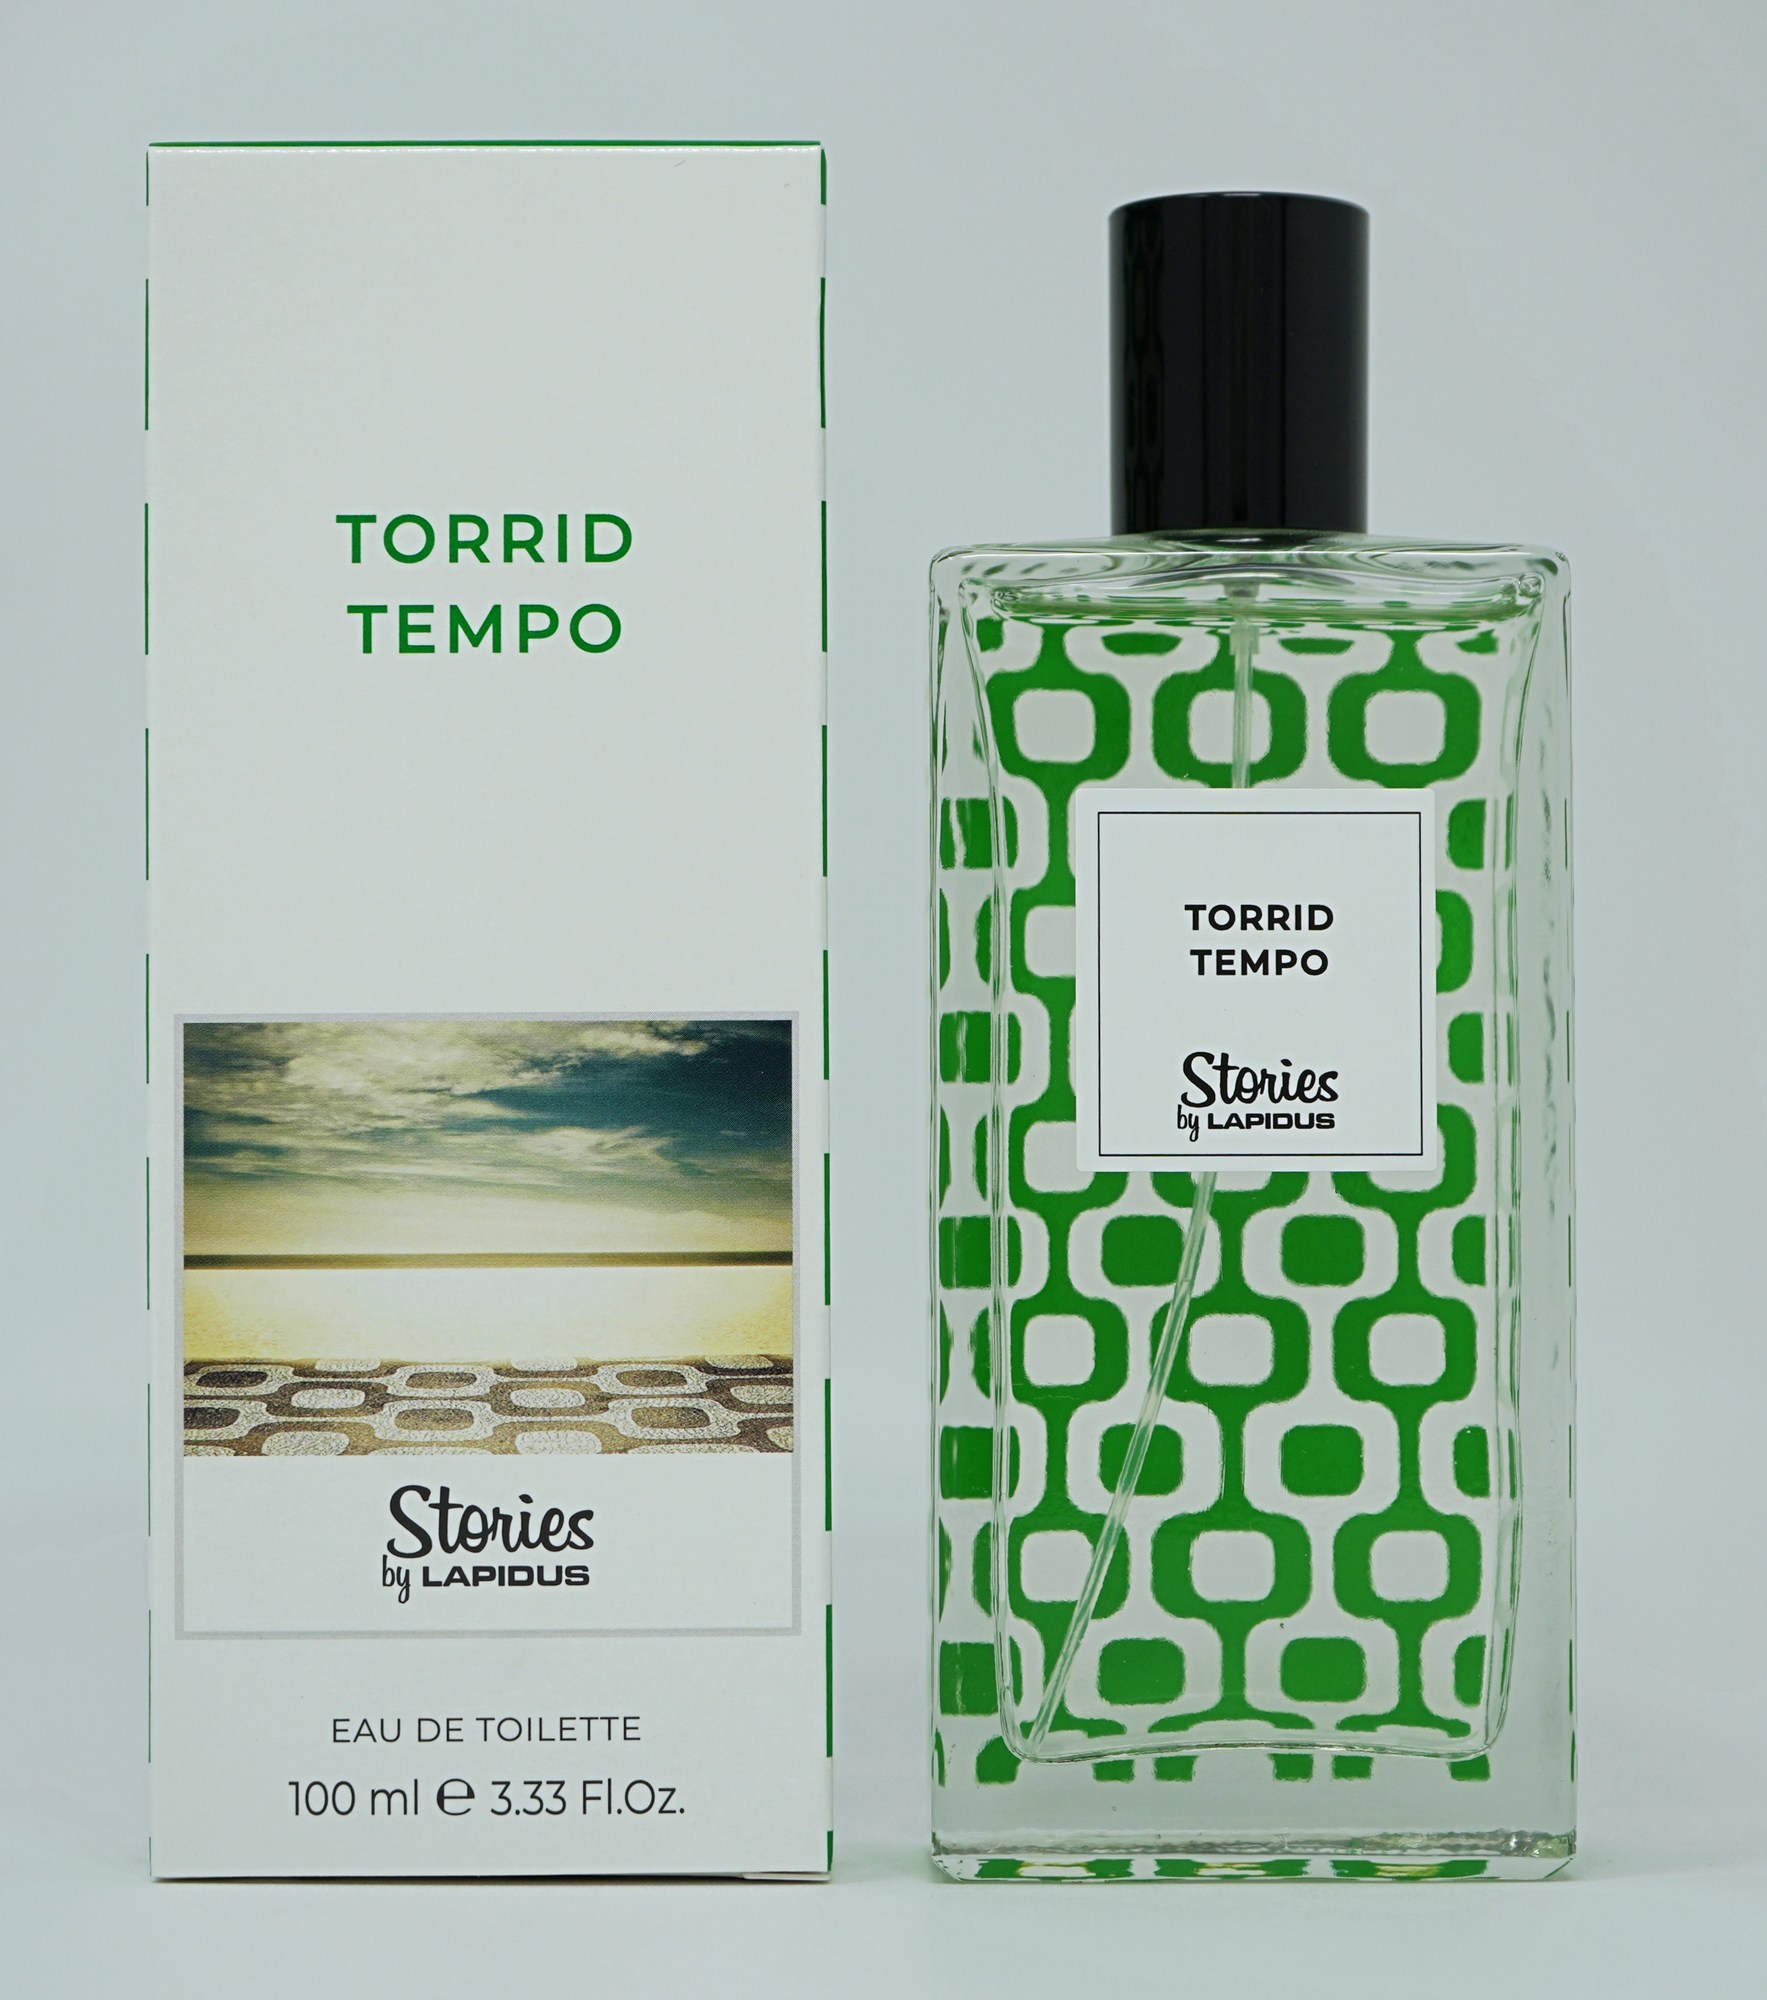 TORRID
TEMPO
Stories
by LAPIDUS
EAU DE TOILETTE
100 ml ℮ 3.33 Fl.Oz.
TORRID
TEMPO
Stories
by LAPIDUS